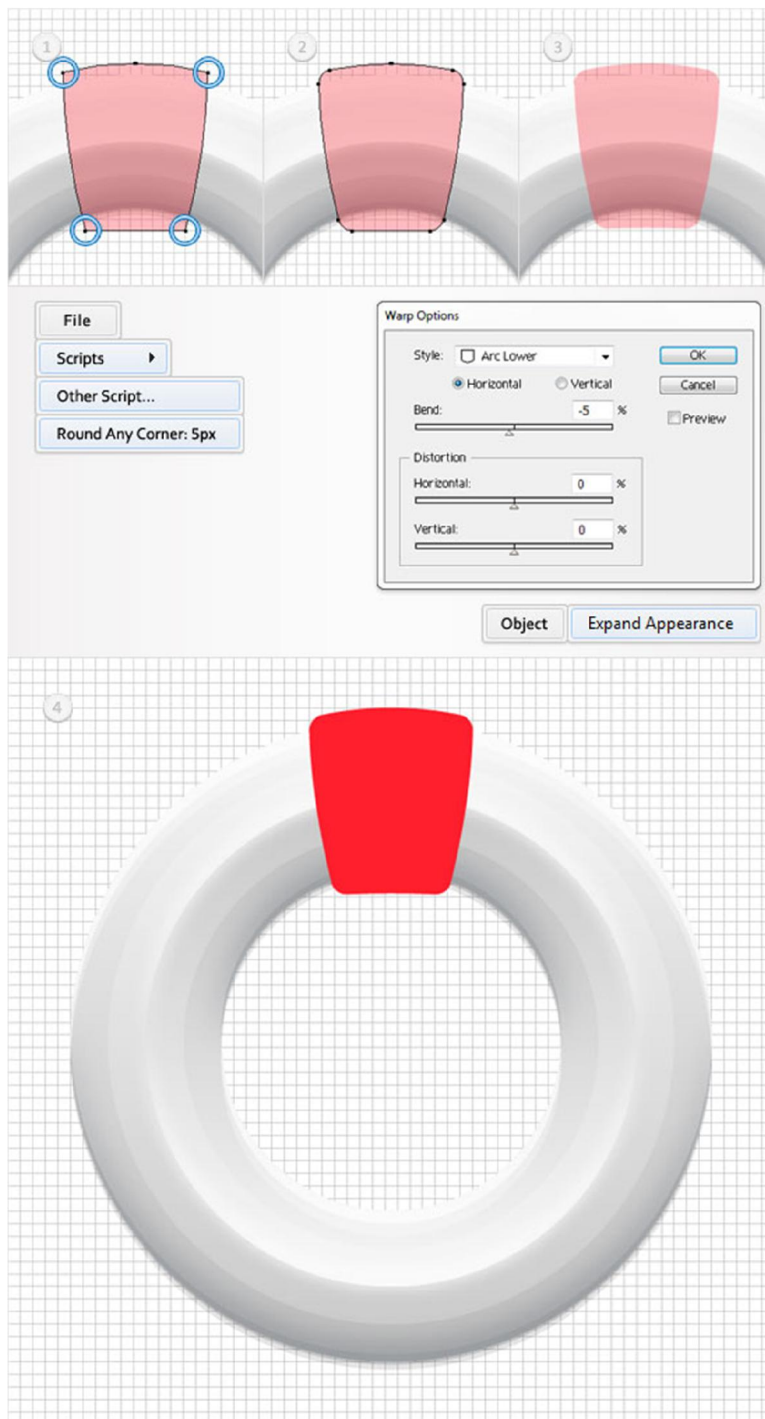 1
2
3
File
Scripts
Other Script...
Round Any Corner: 5px
Warp Options
Style: Arc Lower
Horizontal Vertical
Bend: -5 %
Distortion
Horizontal: 0 %
Vertical: 0 %
OK
Cancel
Preview
Object Expand Appearance
4